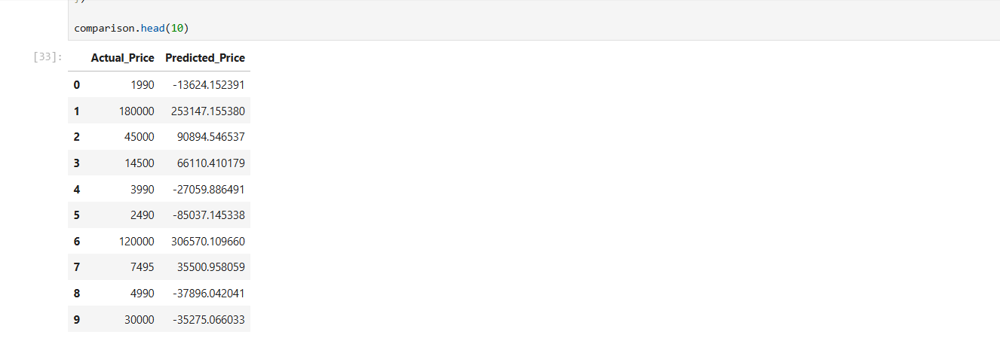 comparison.head(10)
[33]:
Actual_Price Predicted_Price
0 1990 -13624.152391
1 180000 253147.155380
2 45000 90894.546537
3 14500 66110.410179
4 3990 -27059.886491
5 2490 -85037.145338
6 120000 306570.109660
7 7495 35500.958059
8 4990 -37896.042041
9 30000 -35275.066033